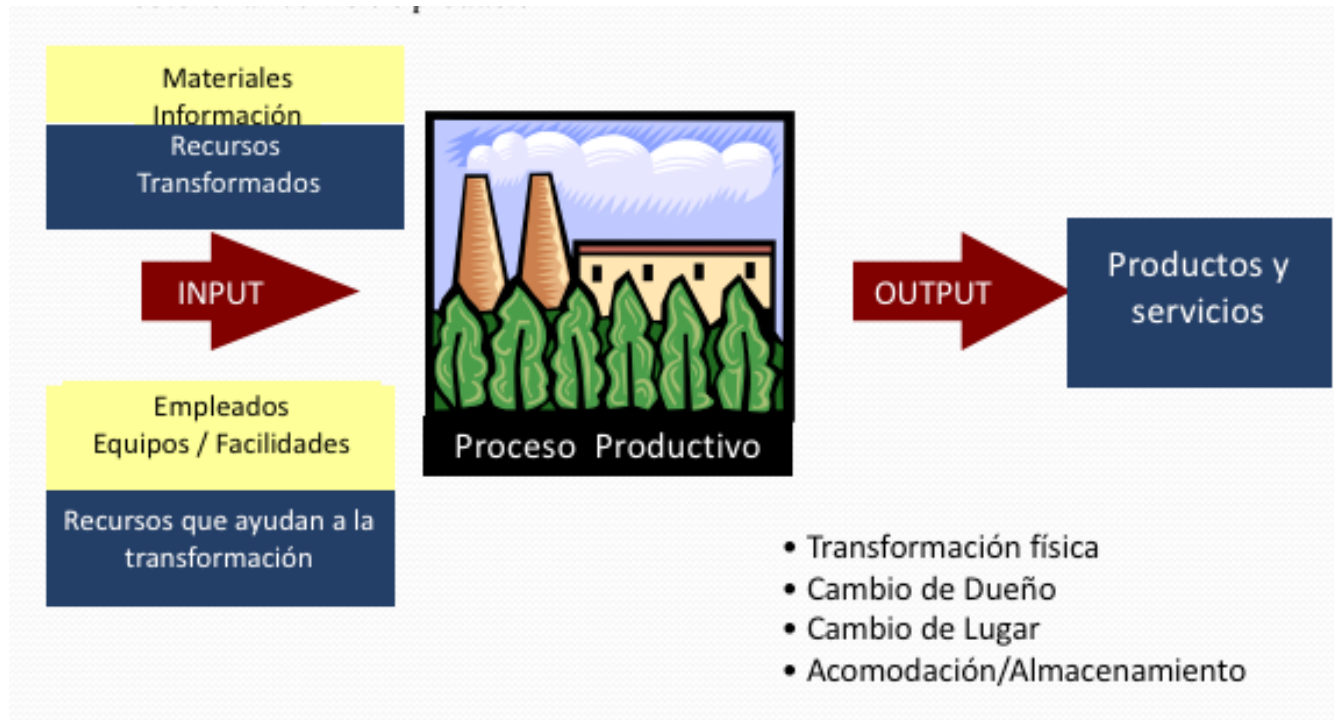 Materiales
Información
Recursos
Transformados
INPUT
Empleados
Equipos / Facilidades
Recursos que ayudan a la
transformación
Proceso Productivo
OUTPUT
Productos y
servicios
• Transformación física
• Cambio de Dueño
• Cambio de Lugar
• Acomodación/Almacenamiento